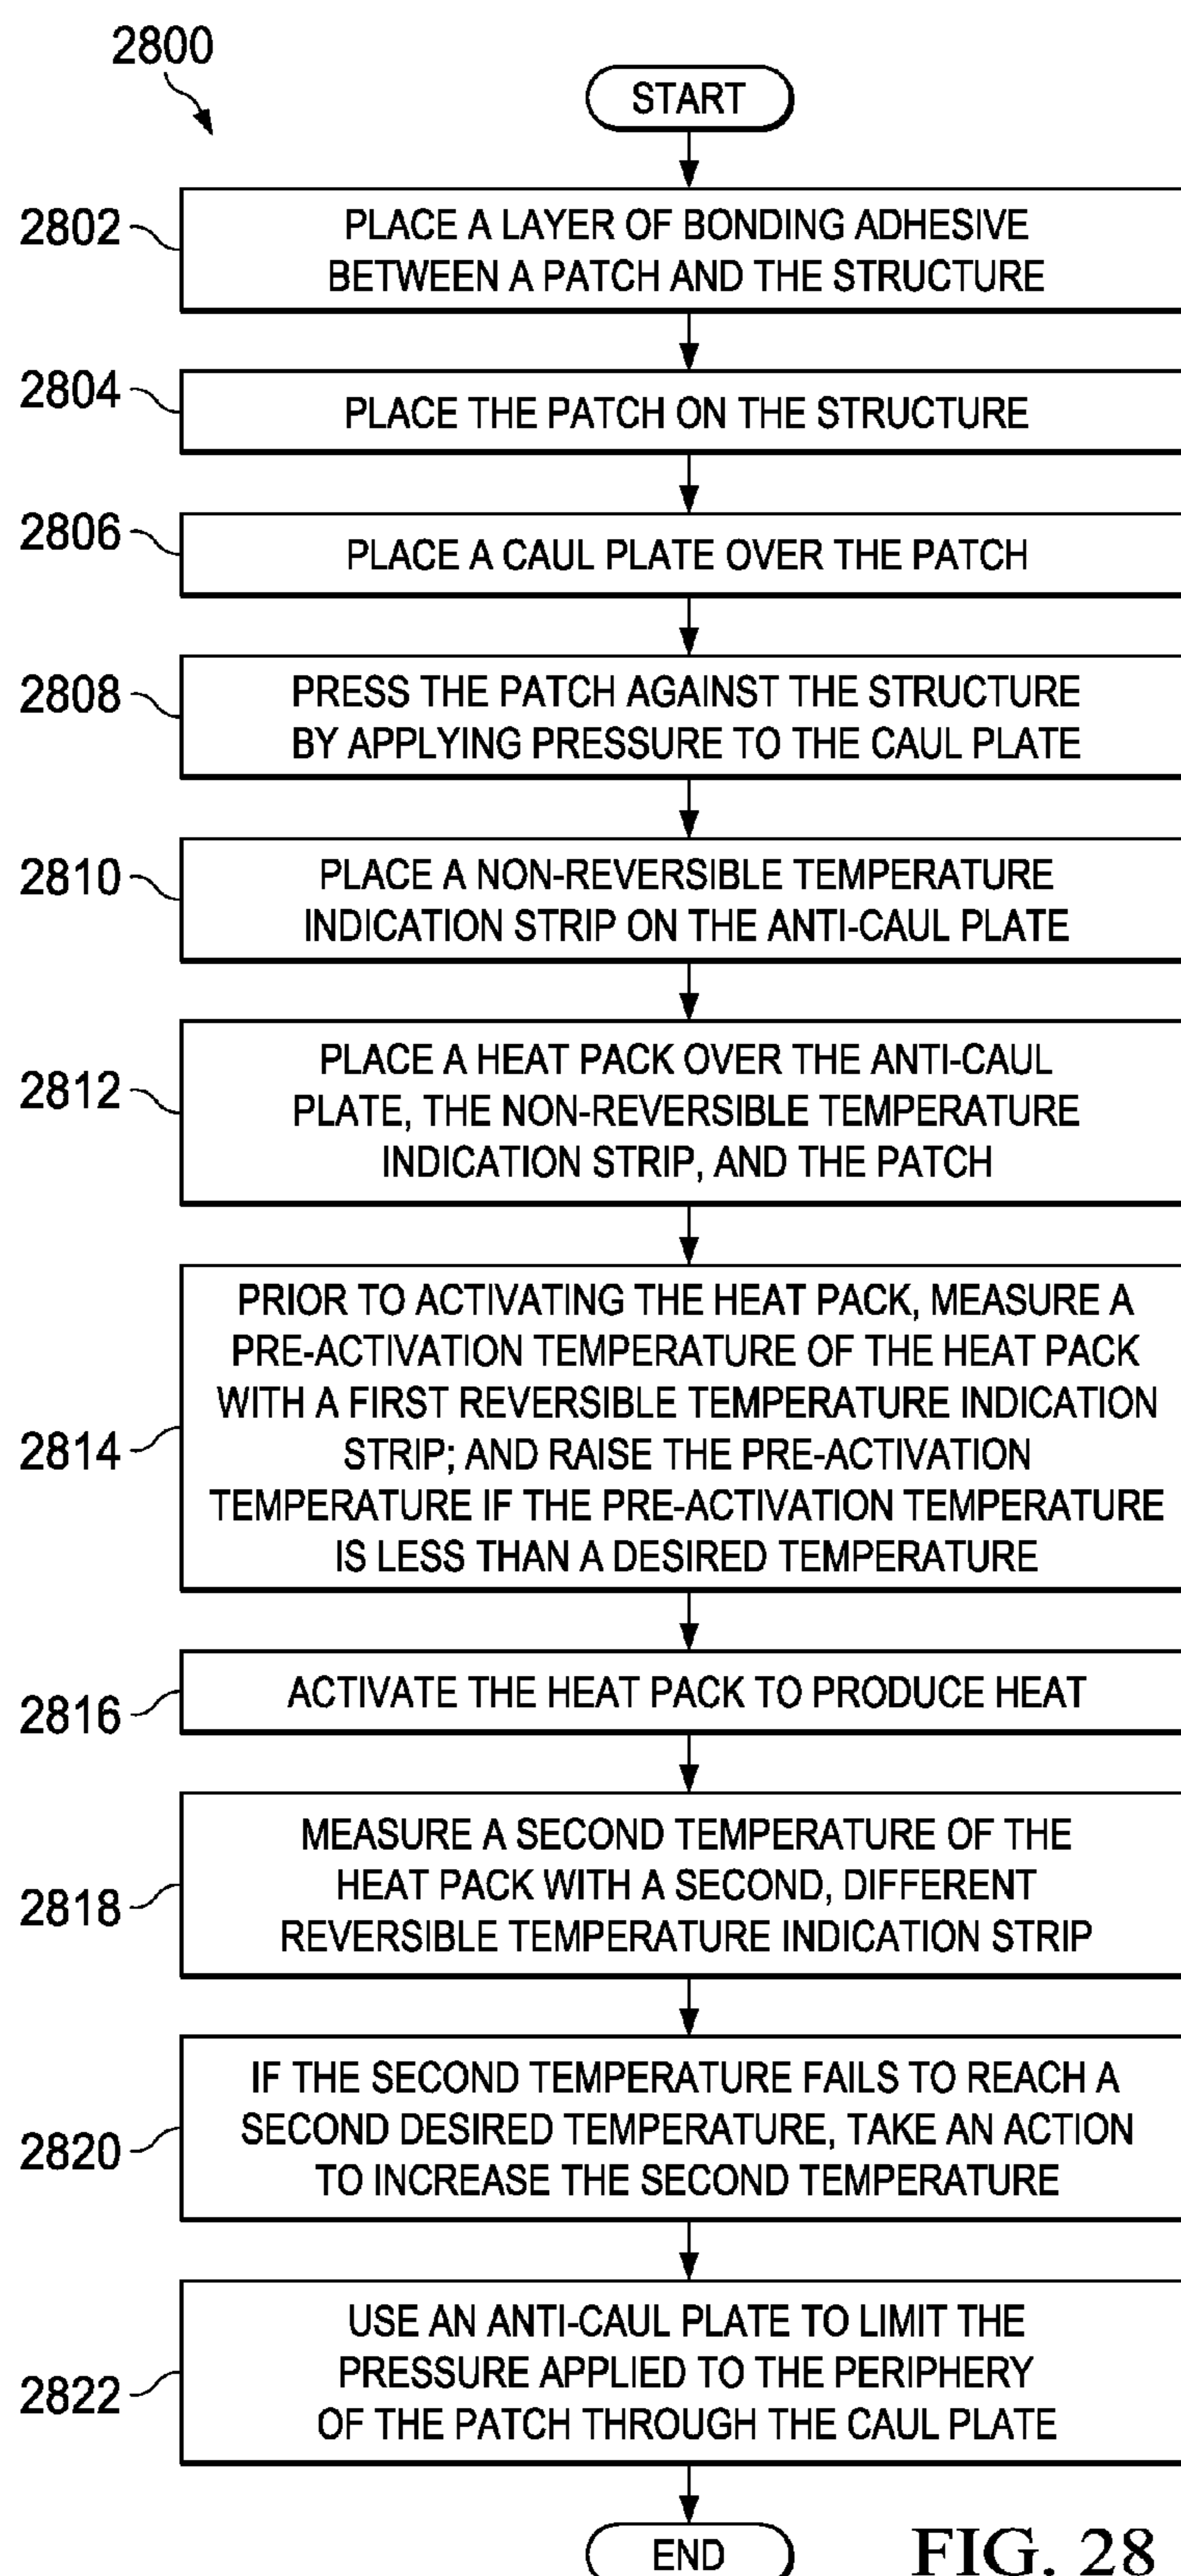 2800
START
2802
PLACE A LAYER OF BONDING ADHESIVE
BETWEEN A PATCH AND THE STRUCTURE
2804
PLACE THE PATCH ON THE STRUCTURE
2806
PLACE A CAUL PLATE OVER THE PATCH
2808
PRESS THE PATCH AGAINST THE STRUCTURE
BY APPLYING PRESSURE TO THE CAUL PLATE
2810
PLACE A NON-REVERSIBLE TEMPERATURE
INDICATION STRIP ON THE ANTI-CAUL PLATE
2812
PLACE A HEAT PACK OVER THE ANTI-CAUL
PLATE, THE NON-REVERSIBLE TEMPERATURE
INDICATION STRIP, AND THE PATCH
2814
PRIOR TO ACTIVATING THE HEAT PACK, MEASURE A
PRE-ACTIVATION TEMPERATURE OF THE HEAT PACK
WITH A FIRST REVERSIBLE TEMPERATURE INDICATION
STRIP; AND RAISE THE PRE-ACTIVATION
TEMPERATURE IF THE PRE-ACTIVATION TEMPERATURE
IS LESS THAN A DESIRED TEMPERATURE
2816
ACTIVATE THE HEAT PACK TO PRODUCE HEAT
2818
MEASURE A SECOND TEMPERATURE OF THE
HEAT PACK WITH A SECOND, DIFFERENT
REVERSIBLE TEMPERATURE INDICATION STRIP
2820
IF THE SECOND TEMPERATURE FAILS TO REACH A
SECOND DESIRED TEMPERATURE, TAKE AN ACTION
TO INCREASE THE SECOND TEMPERATURE
2822
USE AN ANTI-CAUL PLATE TO LIMIT THE
PRESSURE APPLIED TO THE PERIPHERY
OF THE PATCH THROUGH THE CAUL PLATE
END
FIG. 28